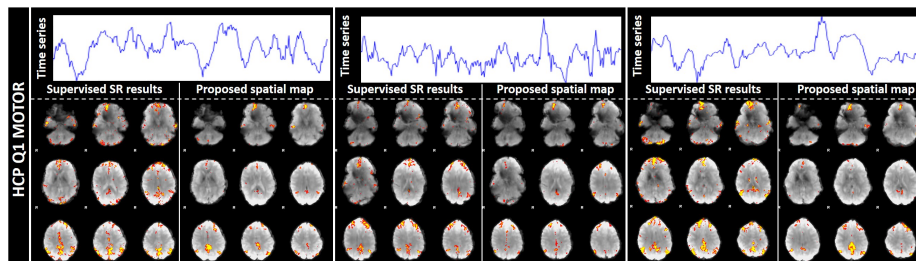 HCP Q1 MOTOR
Time series
Supervised SR results
Proposed spatial map
Time series
Supervised SR results
Proposed spatial map
Time series
Supervised SR results
Proposed spatial map